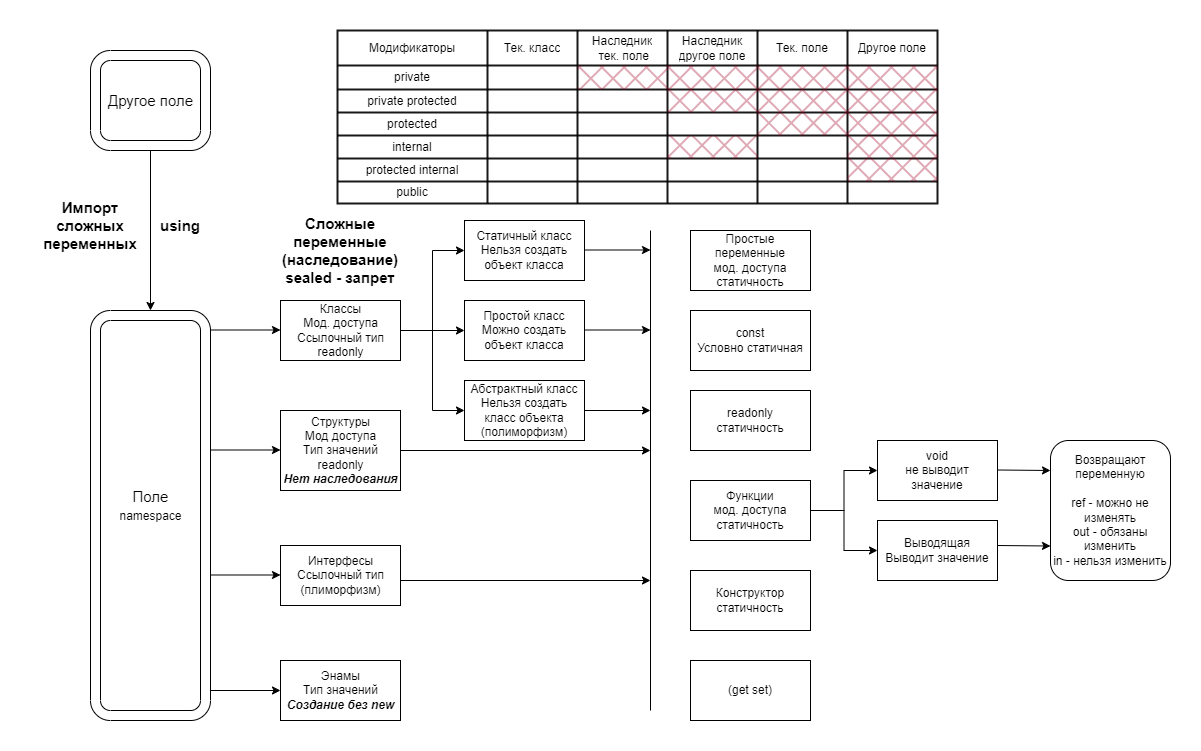 Модификаторы
Тек. класс
Наследник
тек. поле
Наследник
другое поле
Тек. поле
Другое поле
private
private protected
protected
internal
protected internal
public
Другое поле
Импорт
сложных
переменных
using
Поле
namespace
Сложные
переменные
(наследование)
sealed - запрет
Классы
Мод. доступа
Ссылочный тип
readonly
Структуры
Мод доступа
Тип значений
readonly
Нет наследования
Интерфесы
Ссылочный тип
(плиморфизм)
Энамы
Тип значений
Создание без new
Статичный класс
Нельзя создать
объект класса
Простой класс
Можно создать
объект класса
Абстрактный класс
Нельзя создать
класс объекта
(полиморфизм)
Простые
переменные
мод. доступа
статичность
const
Условно статичная
readonly
статичность
Функции
мод. доступа
статичность
Конструктор
статичность
(get set)
void
не выводит
значение
Выводящая
Выводит значение
Возвращают
переменную
ref - можно не
изменять
out - обязаны
изменить
in - нельзя изменить